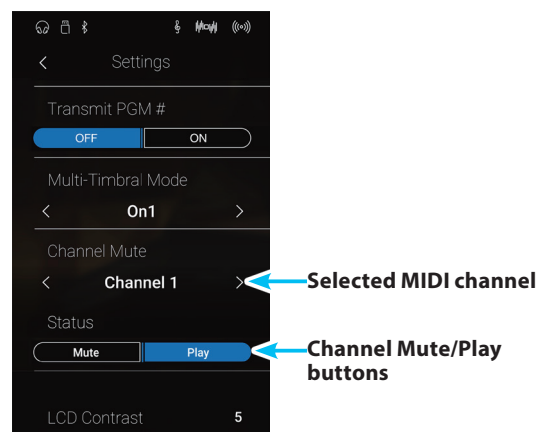 Settings
Transmit PGM #
OFF ON
Multi-Timbral Mode
< On1 >
Channel Mute
< Channel 1 >
Selected MIDI channel
Status
Mute Play
Channel Mute/Play
buttons
LCD Contrast 5